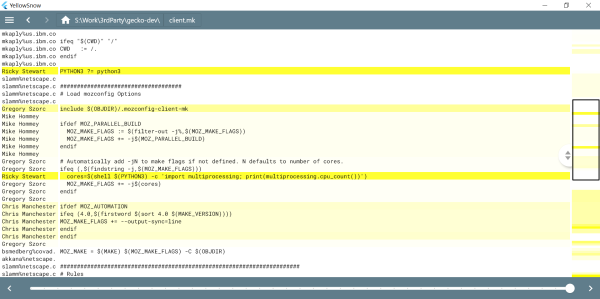 YellowSnow
S:\Work\3rdParty\gecko-dev\ client.mk
mkaply%us.ibm.co
mkaply%us.ibm.co ifeq "$(CWD)" "/"
mkaply%us.ibm.co CWD := /.
mkaply%us.ibm.co endif
mkaply%us.ibm.co
Ricky Stewart PYTHON3 ?= python3
slamm%netscape.c
slamm%netscape.c ####################################
slamm%netscape.c # Load mozconfig Options
slamm%netscape.c
Gregory Szorc include $(OBJDIR)/.mozconfig-client-mk
Mike Hommey
Mike Hommey ifdef MOZ_PARALLEL_BUILD
Mike Hommey MOZ_MAKE_FLAGS := $(filter-out -j%,$(MOZ_MAKE_FLAGS))
Mike Hommey MOZ_MAKE_FLAGS += -j$(MOZ_PARALLEL_BUILD)
Mike Hommey endif
Mike Hommey
Gregory Szorc # Automatically add -jN to make flags if not defined. N defaults to number of cores.
Gregory Szorc ifeq (,$(findstring -j,$(MOZ_MAKE_FLAGS)))
Ricky Stewart cores=$(shell $(PYTHON3) -c 'import multiprocessing; print(multiprocessing.cpu_count())')
Gregory Szorc MOZ_MAKE_FLAGS += -j$(cores)
Gregory Szorc endif
Gregory Szorc
Chris Manchester ifdef MOZ_AUTOMATION
Chris Manchester ifeq (4.0,$(firstword $(sort 4.0 $(MAKE_VERSION))))
Chris Manchester MOZ_MAKE_FLAGS += --output-sync=line
Chris Manchester endif
Chris Manchester endif
Gregory Szorc
bsmedberg%covad. MOZ_MAKE = $(MAKE) $(MOZ_MAKE_FLAGS) -C $(OBJDIR)
akkana%netscape.
slamm%netscape.c #######################################################################
slamm%netscape.c # Rules